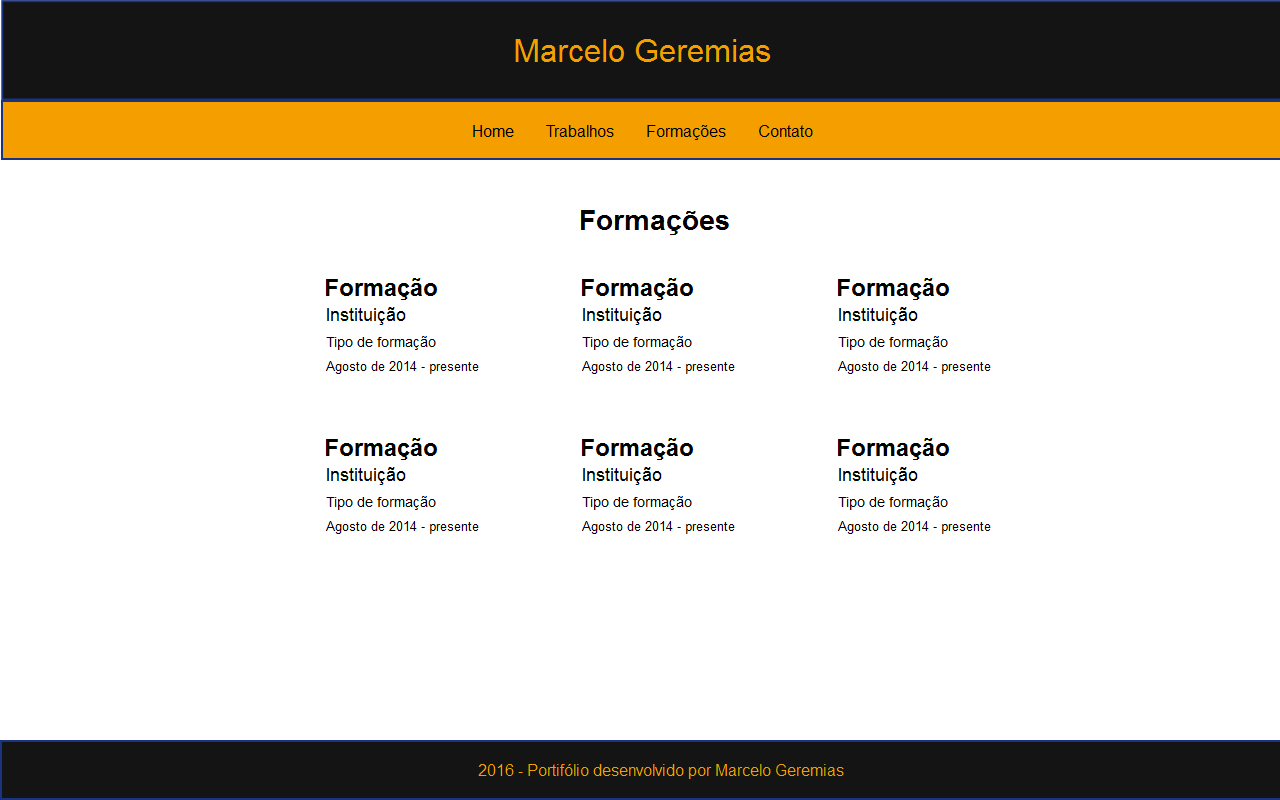 Marcelo Geremias
Home Trabalhos Formações Contato
Formações
Formação Formação Formação
Instituição Instituição Instituição
Tipo de formação Tipo de formação Tipo de formação
Agosto de 2014 - presente Agosto de 2014 - presente Agosto de 2014 - presente
Formação Formação Formação
Instituição Instituição Instituição
Tipo de formação Tipo de formação Tipo de formação
Agosto de 2014 - presente Agosto de 2014 - presente Agosto de 2014 - presente
2016 - Portifólio desenvolvido por Marcelo Geremias